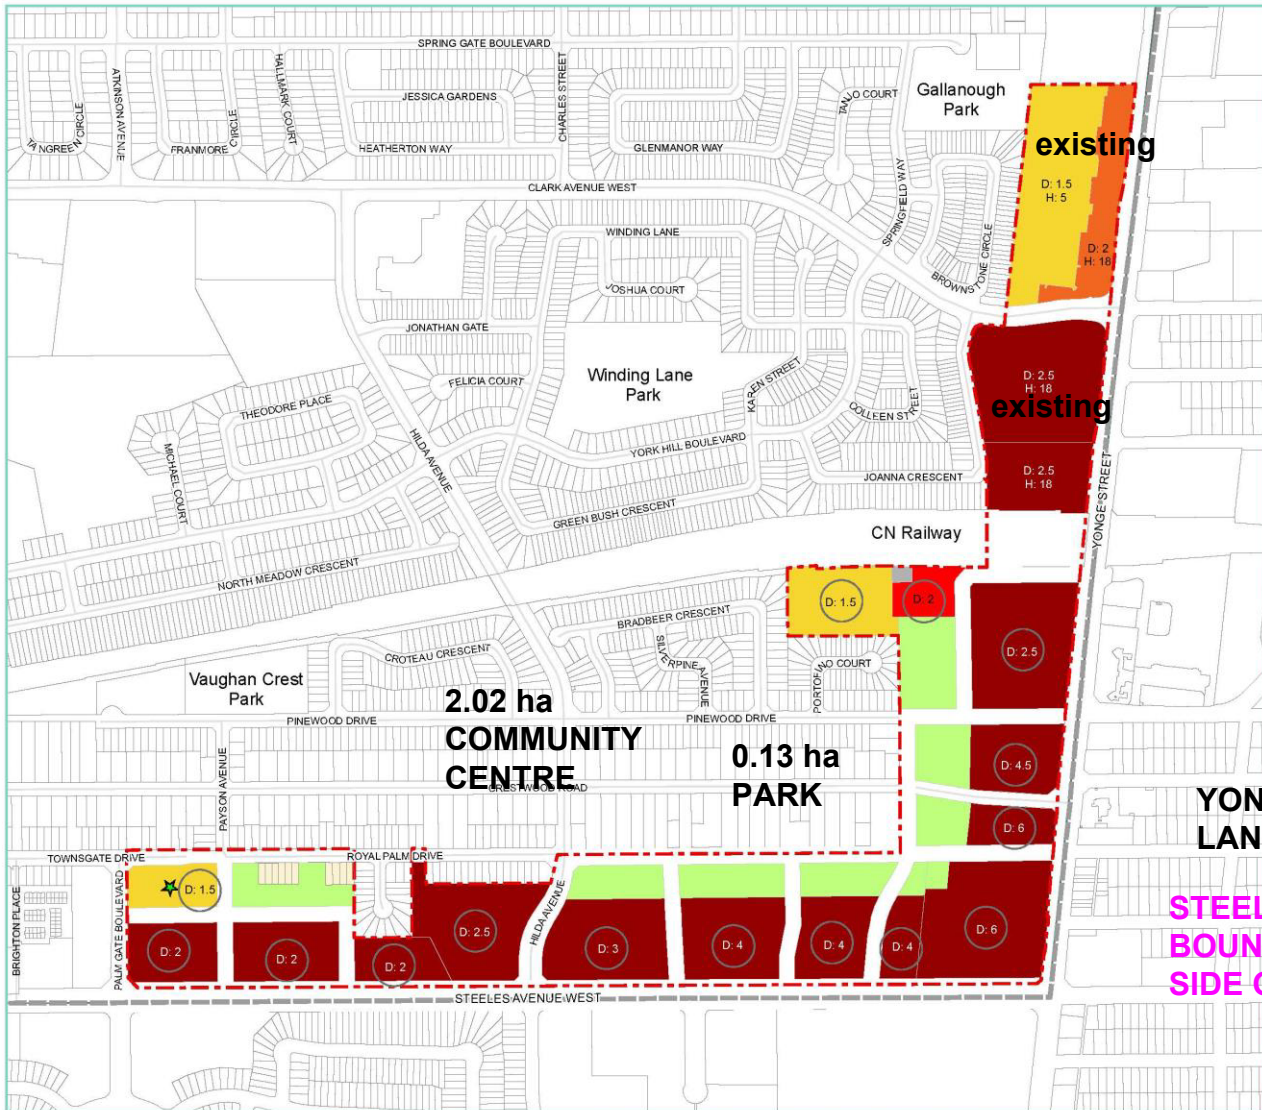 SPRING GATE BOULEVARD
ATKINSON AVENUE
HALLMARK COURT
CHARLES STREET
JESSICA GARDENS
TANJO COURT
Gallanough
Park
TANGREEN CIRCLE
FRANMORE
CIRCLE
HEATHERTON WAY
GLENMANOR WAY
existing
CLARK AVENUE WEST
SPRINGFIELD WAY
D: 1.5
H: 5
WINDING LANE
BROWNSTONE CIRCLE
D: 2
H: 18
JOSHUA COURT
JONATHAN GATE
Winding Lane
Park
FELICIA COURT
KAREN STREET
COLLEEN STREET
D: 2.5
H: 18
existing
THEODORE PLACE
MICHAEL COURT
HILDA AVENUE
YORK HILL BOULEVARD
JOANNA CRESCENT
D: 2.5
H: 18
YONGE STREET
GREEN BUSH CRESCENT
CN Railway
NORTH MEADOW CRESCENT
D: 1.5
D: 2
BRADBEER CRESCENT
SILVERPINE AVENUE
PORTOFINO COURT
CROTEAU CRESCENT
D: 2.5
Vaughan Crest
Park
2.02 ha
COMMUNITY
CENTRE
PINEWOOD DRIVE
PINEWOOD DRIVE
0.13 ha
PARK
PAYSON AVENUE
CRESTWOOD ROAD
D: 4.5
D: 6
YON
LAN
TOWNSGATE DRIVE
ROYAL PALM DRIVE
BRIGHTON PLACE
PALM GATE BOULEVARD
D: 1.5
HILDA AVENUE
STEEL
BOUN
SIDE O
D: 2
D: 2
D: 2
D: 2.5
D: 3
D: 4
D: 4
D: 4
D: 6
STEELES AVENUE WEST